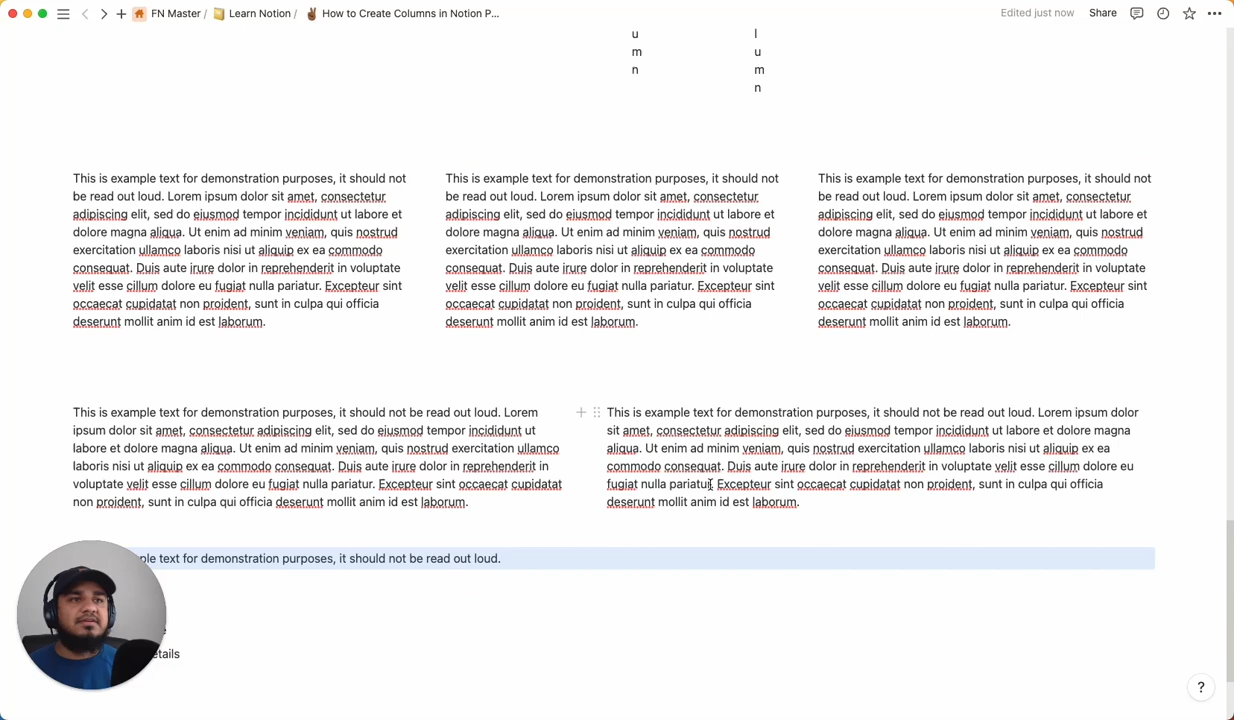 FN Master / Learn Notion / How to Create Columns in Notion P...
Edited just now Share
u
m
n
l
u
m
n
This is example text for demonstration purposes, it should not
be read out loud. Lorem ipsum dolor sit amet, consectetur
adipiscing elit, sed do eiusmod tempor incididunt ut labore et
dolore magna aliqua. Ut enim ad minim veniam, quis nostrud
exercitation ullamco laboris nisi ut aliquip ex ea commodo
consequat. Duis aute irure dolor in reprehenderit in voluptate
velit esse cillum dolore eu fugiat nulla pariatur. Excepteur sint
occaecat cupidatat non proident, sunt in culpa qui officia
deserunt mollit anim id est laborum.
This is example text for demonstration purposes, it should not
be read out loud. Lorem ipsum dolor sit amet, consectetur
adipiscing elit, sed do eiusmod tempor incididunt ut labore et
dolore magna aliqua. Ut enim ad minim veniam, quis nostrud
exercitation ullamco laboris nisi ut aliquip ex ea commodo
consequat. Duis aute irure dolor in reprehenderit in voluptate
velit esse cillum dolore eu fugiat nulla pariatur. Excepteur sint
occaecat cupidatat non proident, sunt in culpa qui officia
deserunt mollit anim id est laborum.
This is example text for demonstration purposes, it should not
be read out loud. Lorem ipsum dolor sit amet, consectetur
adipiscing elit, sed do eiusmod tempor incididunt ut labore et
dolore magna aliqua. Ut enim ad minim veniam, quis nostrud
exercitation ullamco laboris nisi ut aliquip ex ea commodo
consequat. Duis aute irure dolor in reprehenderit in voluptate
velit esse cillum dolore eu fugiat nulla pariatur. Excepteur sint
occaecat cupidatat non proident, sunt in culpa qui officia
deserunt mollit anim id est laborum.
This is example text for demonstration purposes, it should not be read out loud. Lorem
ipsum dolor sit amet, consectetur adipiscing elit, sed do eiusmod tempor incididunt ut
labore et dolore magna aliqua. Ut enim ad minim veniam, quis nostrud exercitation ullamco
laboris nisi ut aliquip ex ea commodo consequat. Duis aute irure dolor in reprehenderit in
voluptate velit esse cillum dolore eu fugiat nulla pariatur. Excepteur sint occaecat cupidatat
non proident, sunt in culpa qui officia deserunt mollit anim id est laborum.
This is example text for demonstration purposes, it should not be read out loud. Lorem ipsum dolor
sit amet, consectetur adipiscing elit, sed do eiusmod tempor incididunt ut labore et dolore magna
aliqua. Ut enim ad minim veniam, quis nostrud exercitation ullamco laboris nisi ut aliquip ex ea
commodo consequat. Duis aute irure dolor in reprehenderit in voluptate velit esse cillum dolore eu
fugiat nulla pariatur. Excepteur sint occaecat cupidatat non proident, sunt in culpa qui officia
deserunt mollit anim id est laborum.
text for demonstration purposes, it should not be read out loud.
?